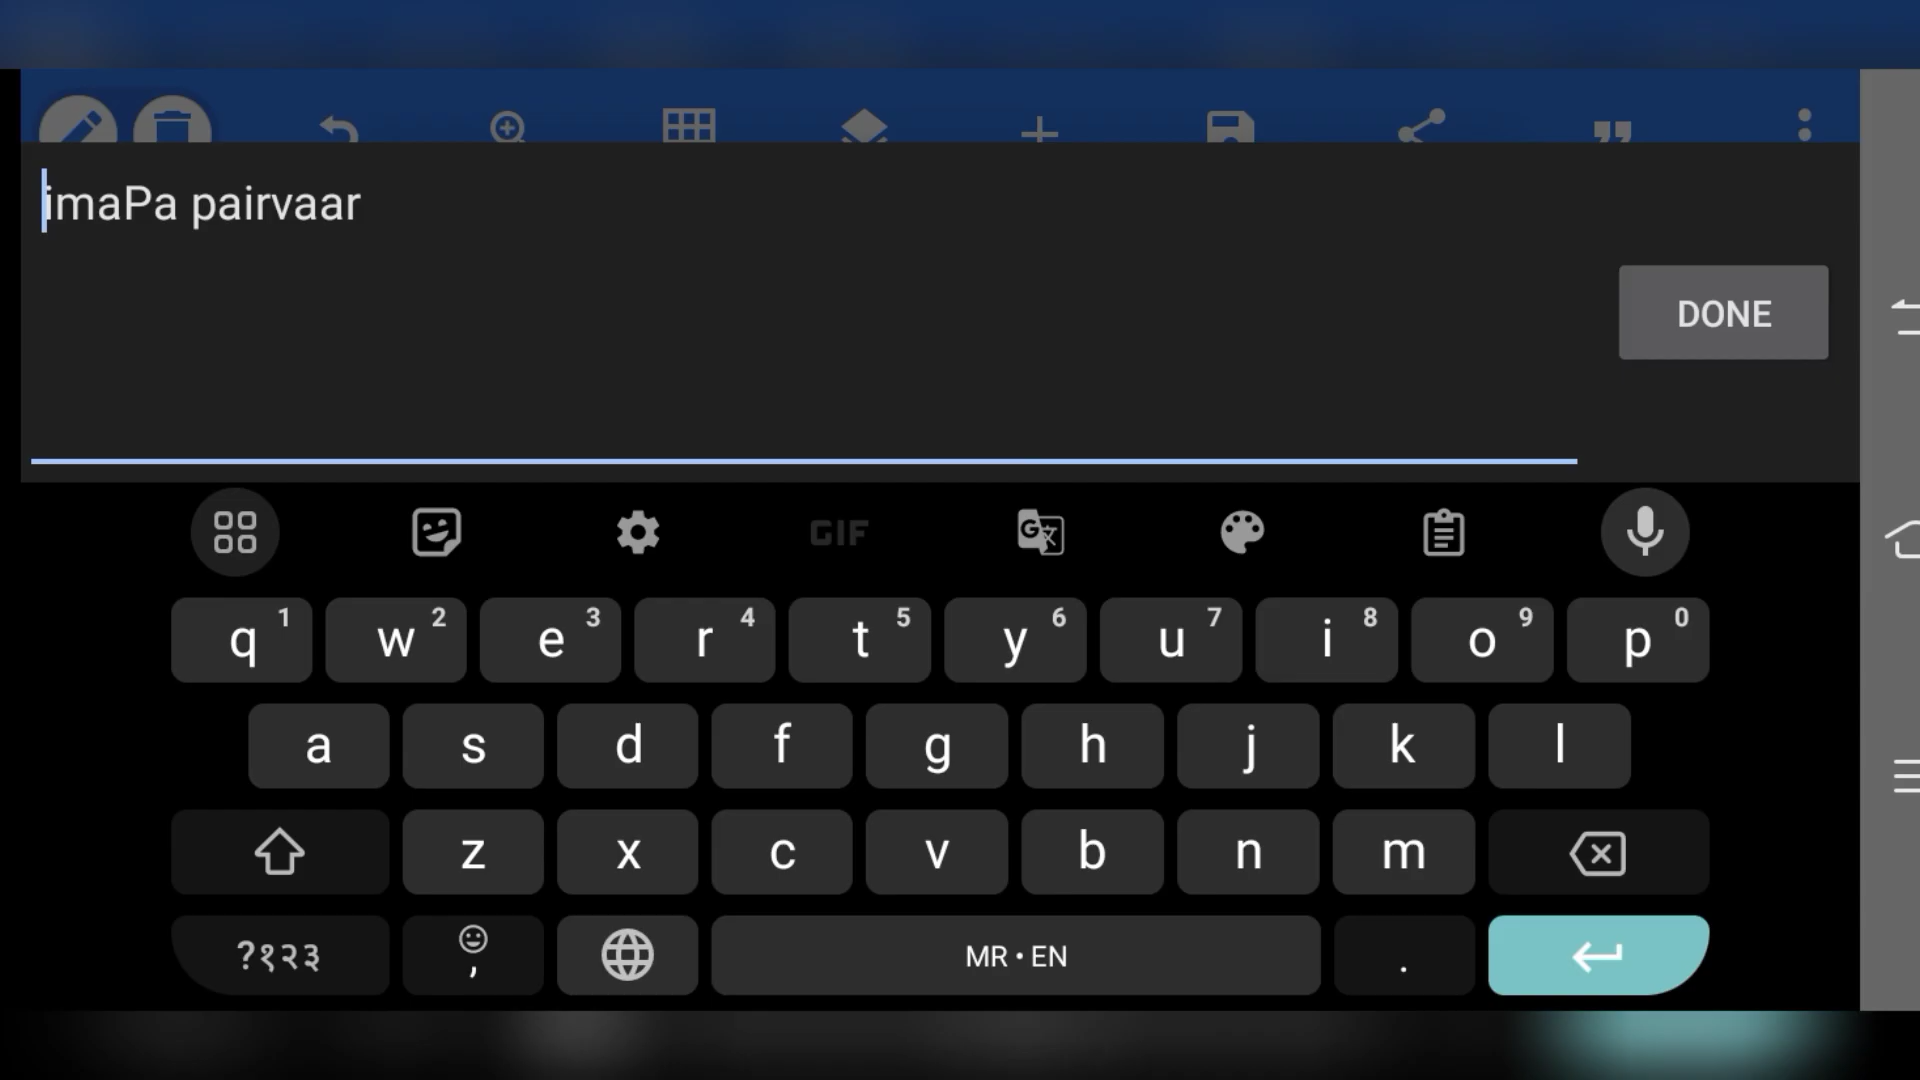 imaPa pairvaar
DONE
GIF
q 1 w 2 e 3 r 4 t 5 y 6 u 7 i 8 o 9 p 0
a s d f g h j k l
z x c v b n m
?१२३ , MR • EN .